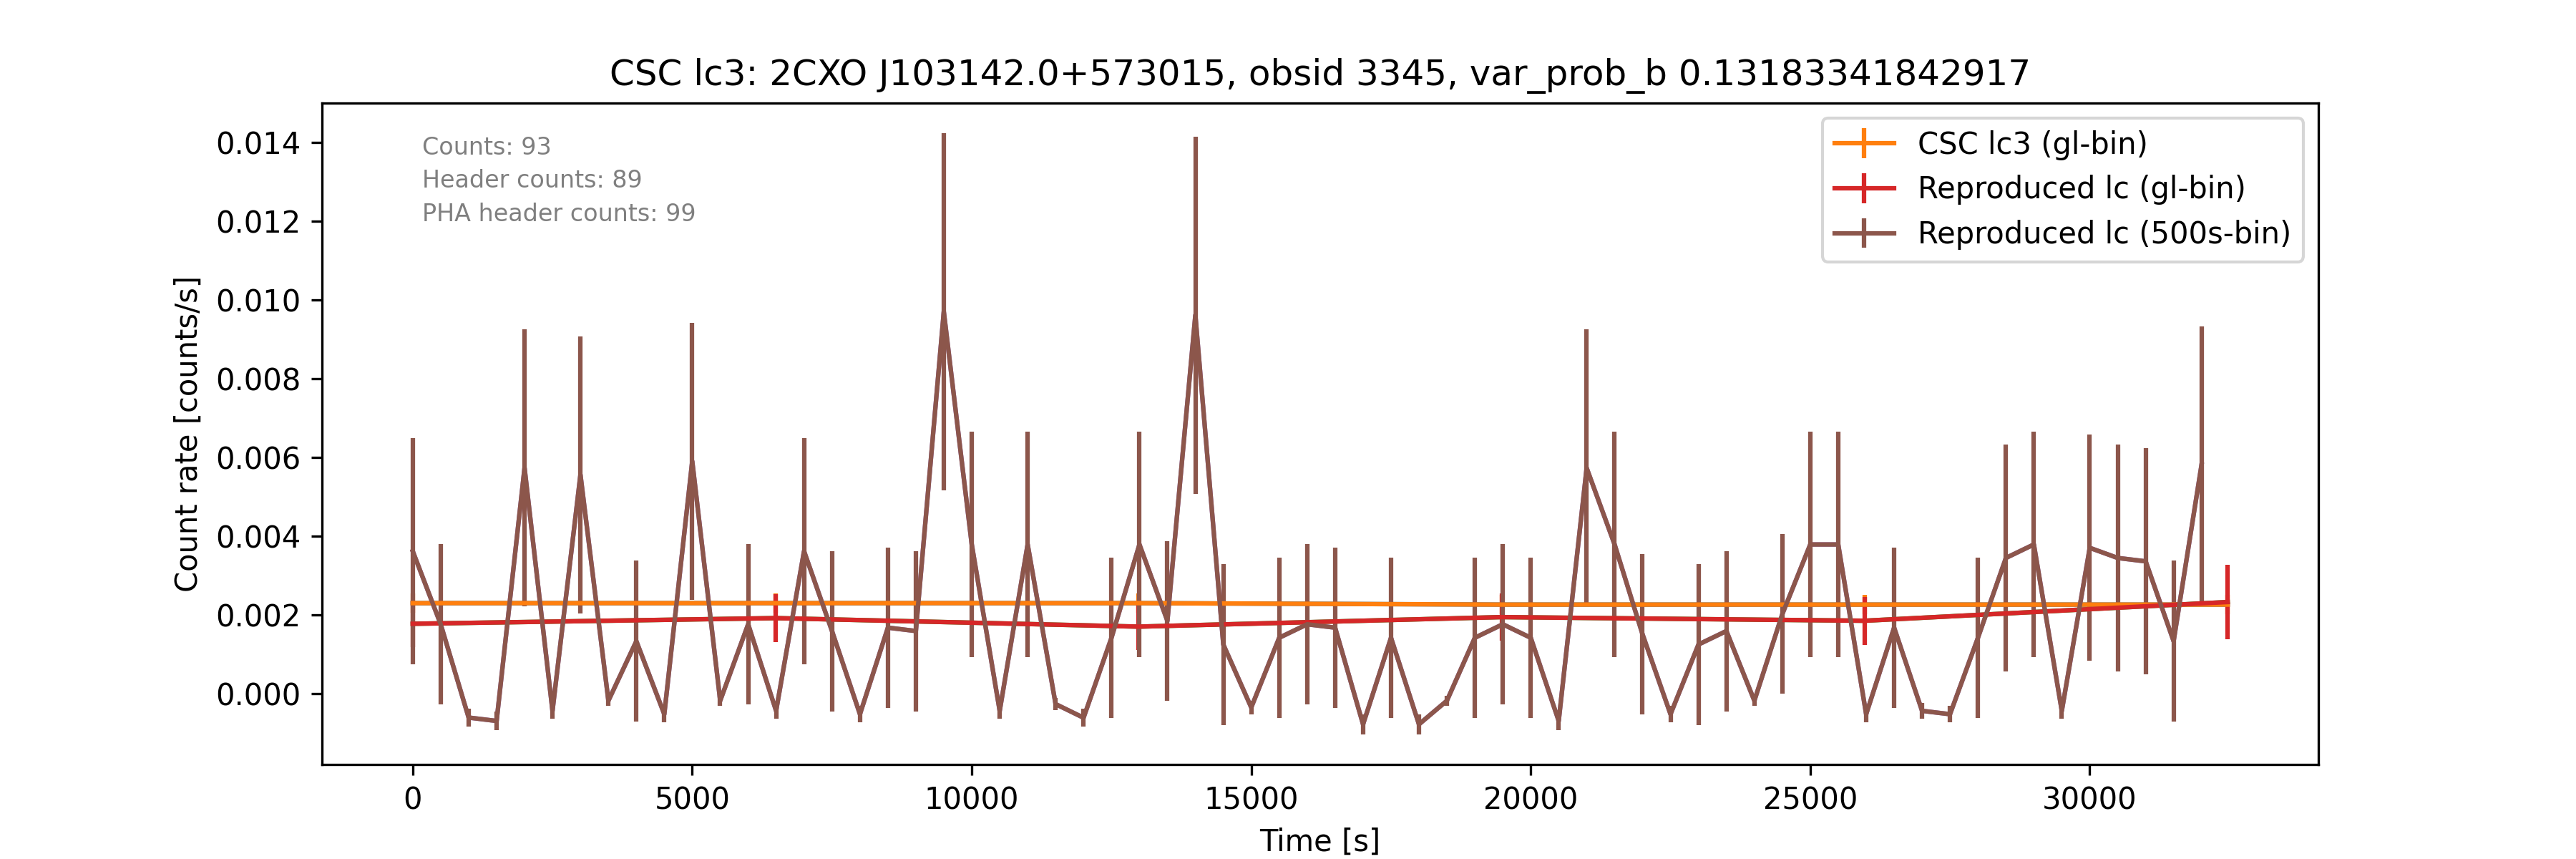 CSC lc3: 2CXO J103142.0+573015, obsid 3345, var_prob_b 0.13183341842917
Counts: 93
Header counts: 89
PHA header counts: 99
CSC lc3 (gl-bin)
Reproduced lc (gl-bin)
Reproduced lc (500s-bin)
Count rate [counts/s]
0.014
0.012
0.010
0.008
0.006
0.004
0.002
0.000
0
5000
10000
15000
20000
25000
30000
Time [s]